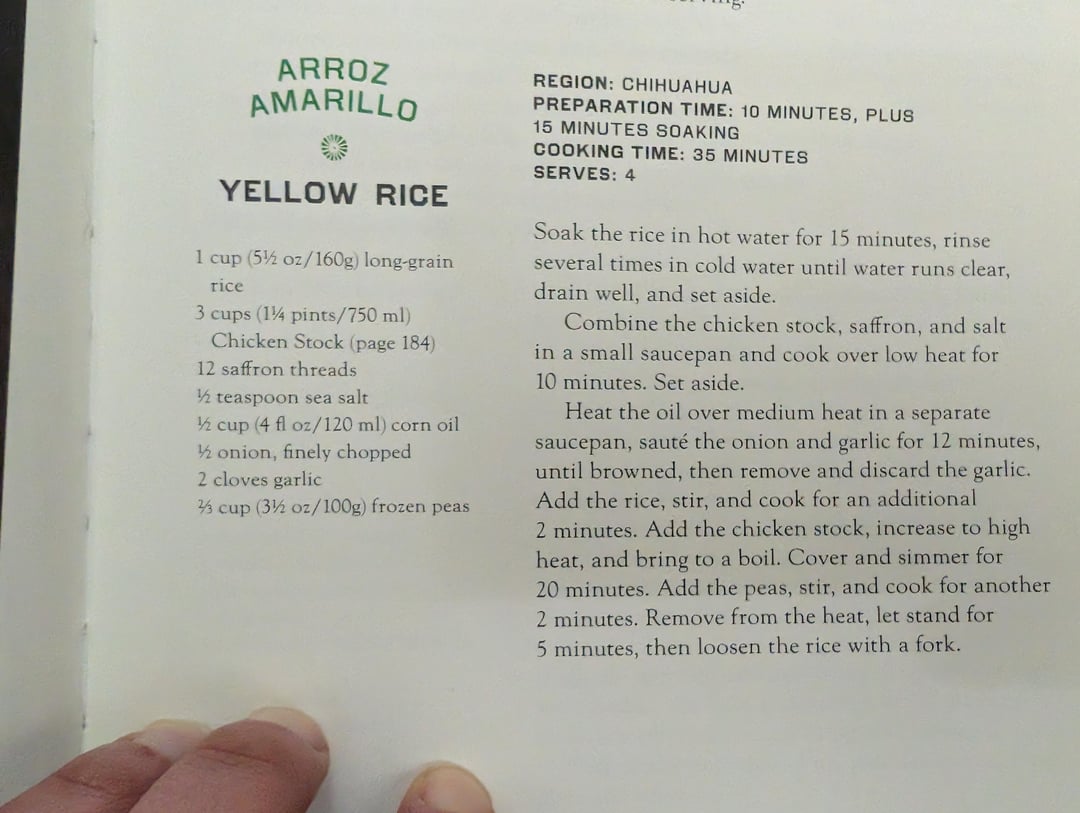 ARROZ
AMARILLO
YELLOW RICE
1 cup (5½ oz/160g) long-grain
rice
3 cups (1¼ pints/750 ml)
Chicken Stock (page 184)
12 saffron threads
½ teaspoon sea salt
½ cup (4 fl oz/120 ml) corn oil
½ onion, finely chopped
2 cloves garlic
⅔ cup (3½ oz/100g) frozen peas
REGION: CHIHUAHUA
PREPARATION TIME: 10 MINUTES, PLUS
15 MINUTES SOAKING
COOKING TIME: 35 MINUTES
SERVES: 4
Soak the rice in hot water for 15 minutes, rinse
several times in cold water until water runs clear,
drain well, and set aside.
Combine the chicken stock, saffron, and salt
in a small saucepan and cook over low heat for
10 minutes. Set aside.
Heat the oil over medium heat in a separate
saucepan, sauté the onion and garlic for 12 minutes,
until browned, then remove and discard the garlic.
Add the rice, stir, and cook for an additional
2 minutes. Add the chicken stock, increase to high
heat, and bring to a boil. Cover and simmer for
20 minutes. Add the peas, stir, and cook for another
2 minutes. Remove from the heat, let stand for
5 minutes, then loosen the rice with a fork.